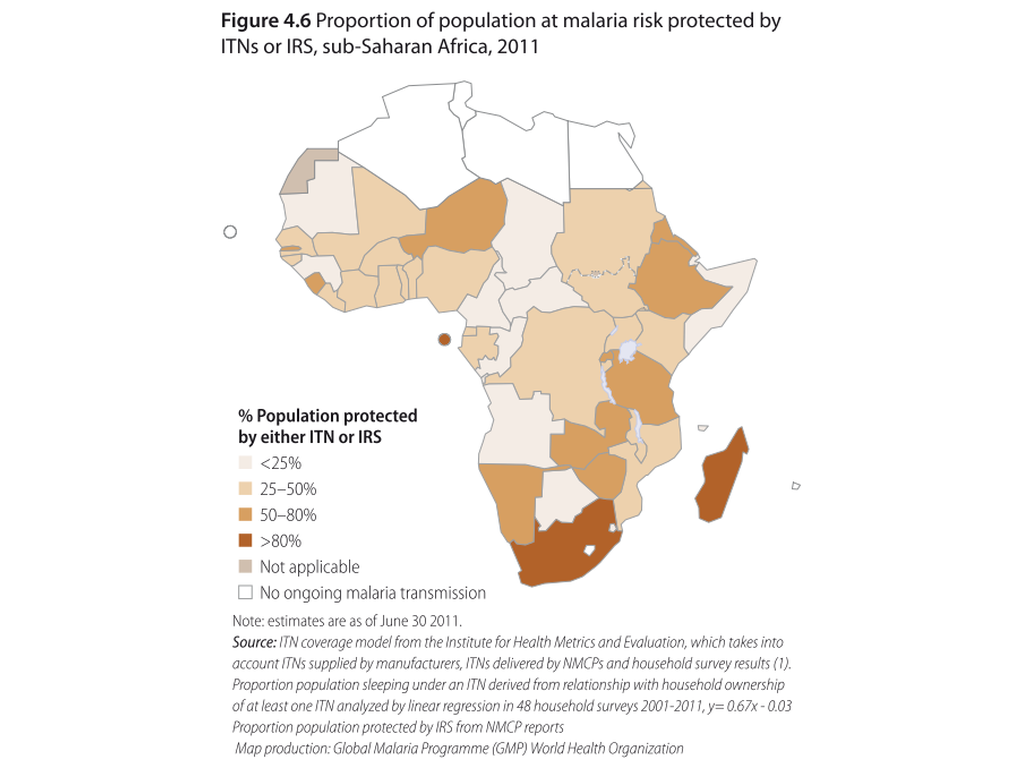 Figure 4.6 Proportion of population at malaria risk protected by
ITNs or IRS, sub-Saharan Africa, 2011
% Population protected
by either ITN or IRS
<25%
25–50%
50–80%
>80%
Not applicable
No ongoing malaria transmission
Note: estimates are as of June 30 2011.
Source: ITN coverage model from the Institute for Health Metrics and Evaluation, which takes into
account ITNs supplied by manufacturers, ITNs delivered by NMCPs and household survey results (1).
Proportion population sleeping under an ITN derived from relationship with household ownership
of at least one ITN analyzed by linear regression in 48 household surveys 2001-2011, y= 0.67x - 0.03
Proportion population protected by IRS from NMCP reports
Map production: Global Malaria Programme (GMP) World Health Organization